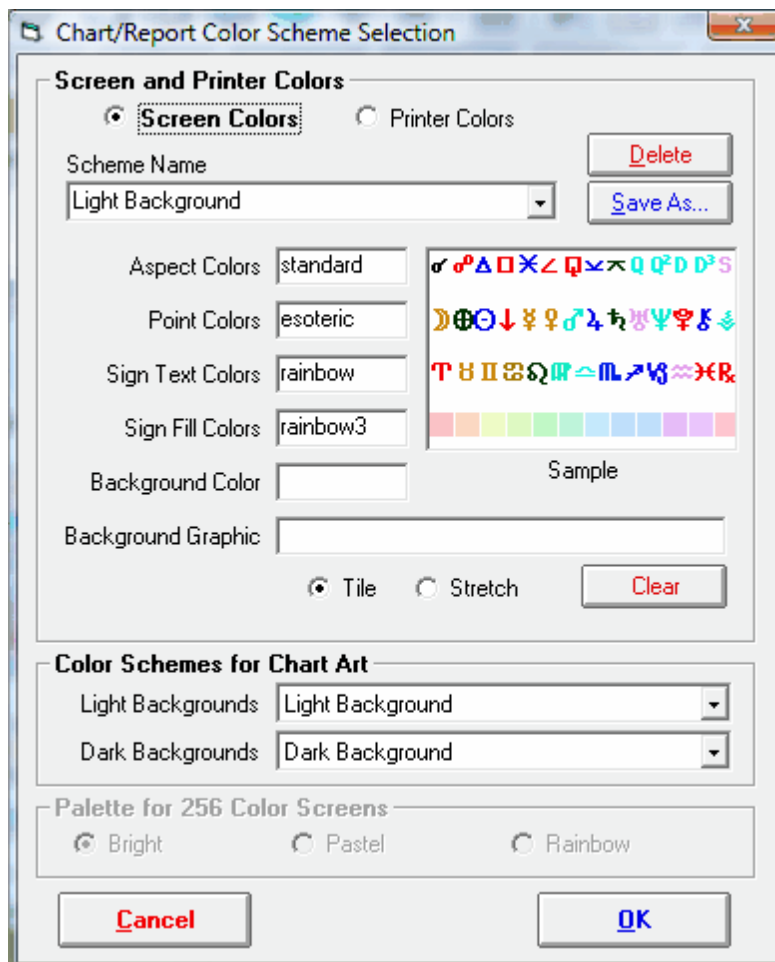 Chart/Report Color Scheme Selection
Screen and Printer Colors
Screen Colors Printer Colors
Delete
Scheme Name
Light Background
Save As...
Aspect Colors standard
Point Colors esoteric
Sign Text Colors rainbow
Sign Fill Colors rainbow3
Sample
Background Color
Background Graphic
Tile Stretch Clear
Color Schemes for Chart Art
Light Backgrounds Light Background
Dark Backgrounds Dark Background
Palette for 256 Color Screens
Bright Pastel Rainbow
Cancel OK